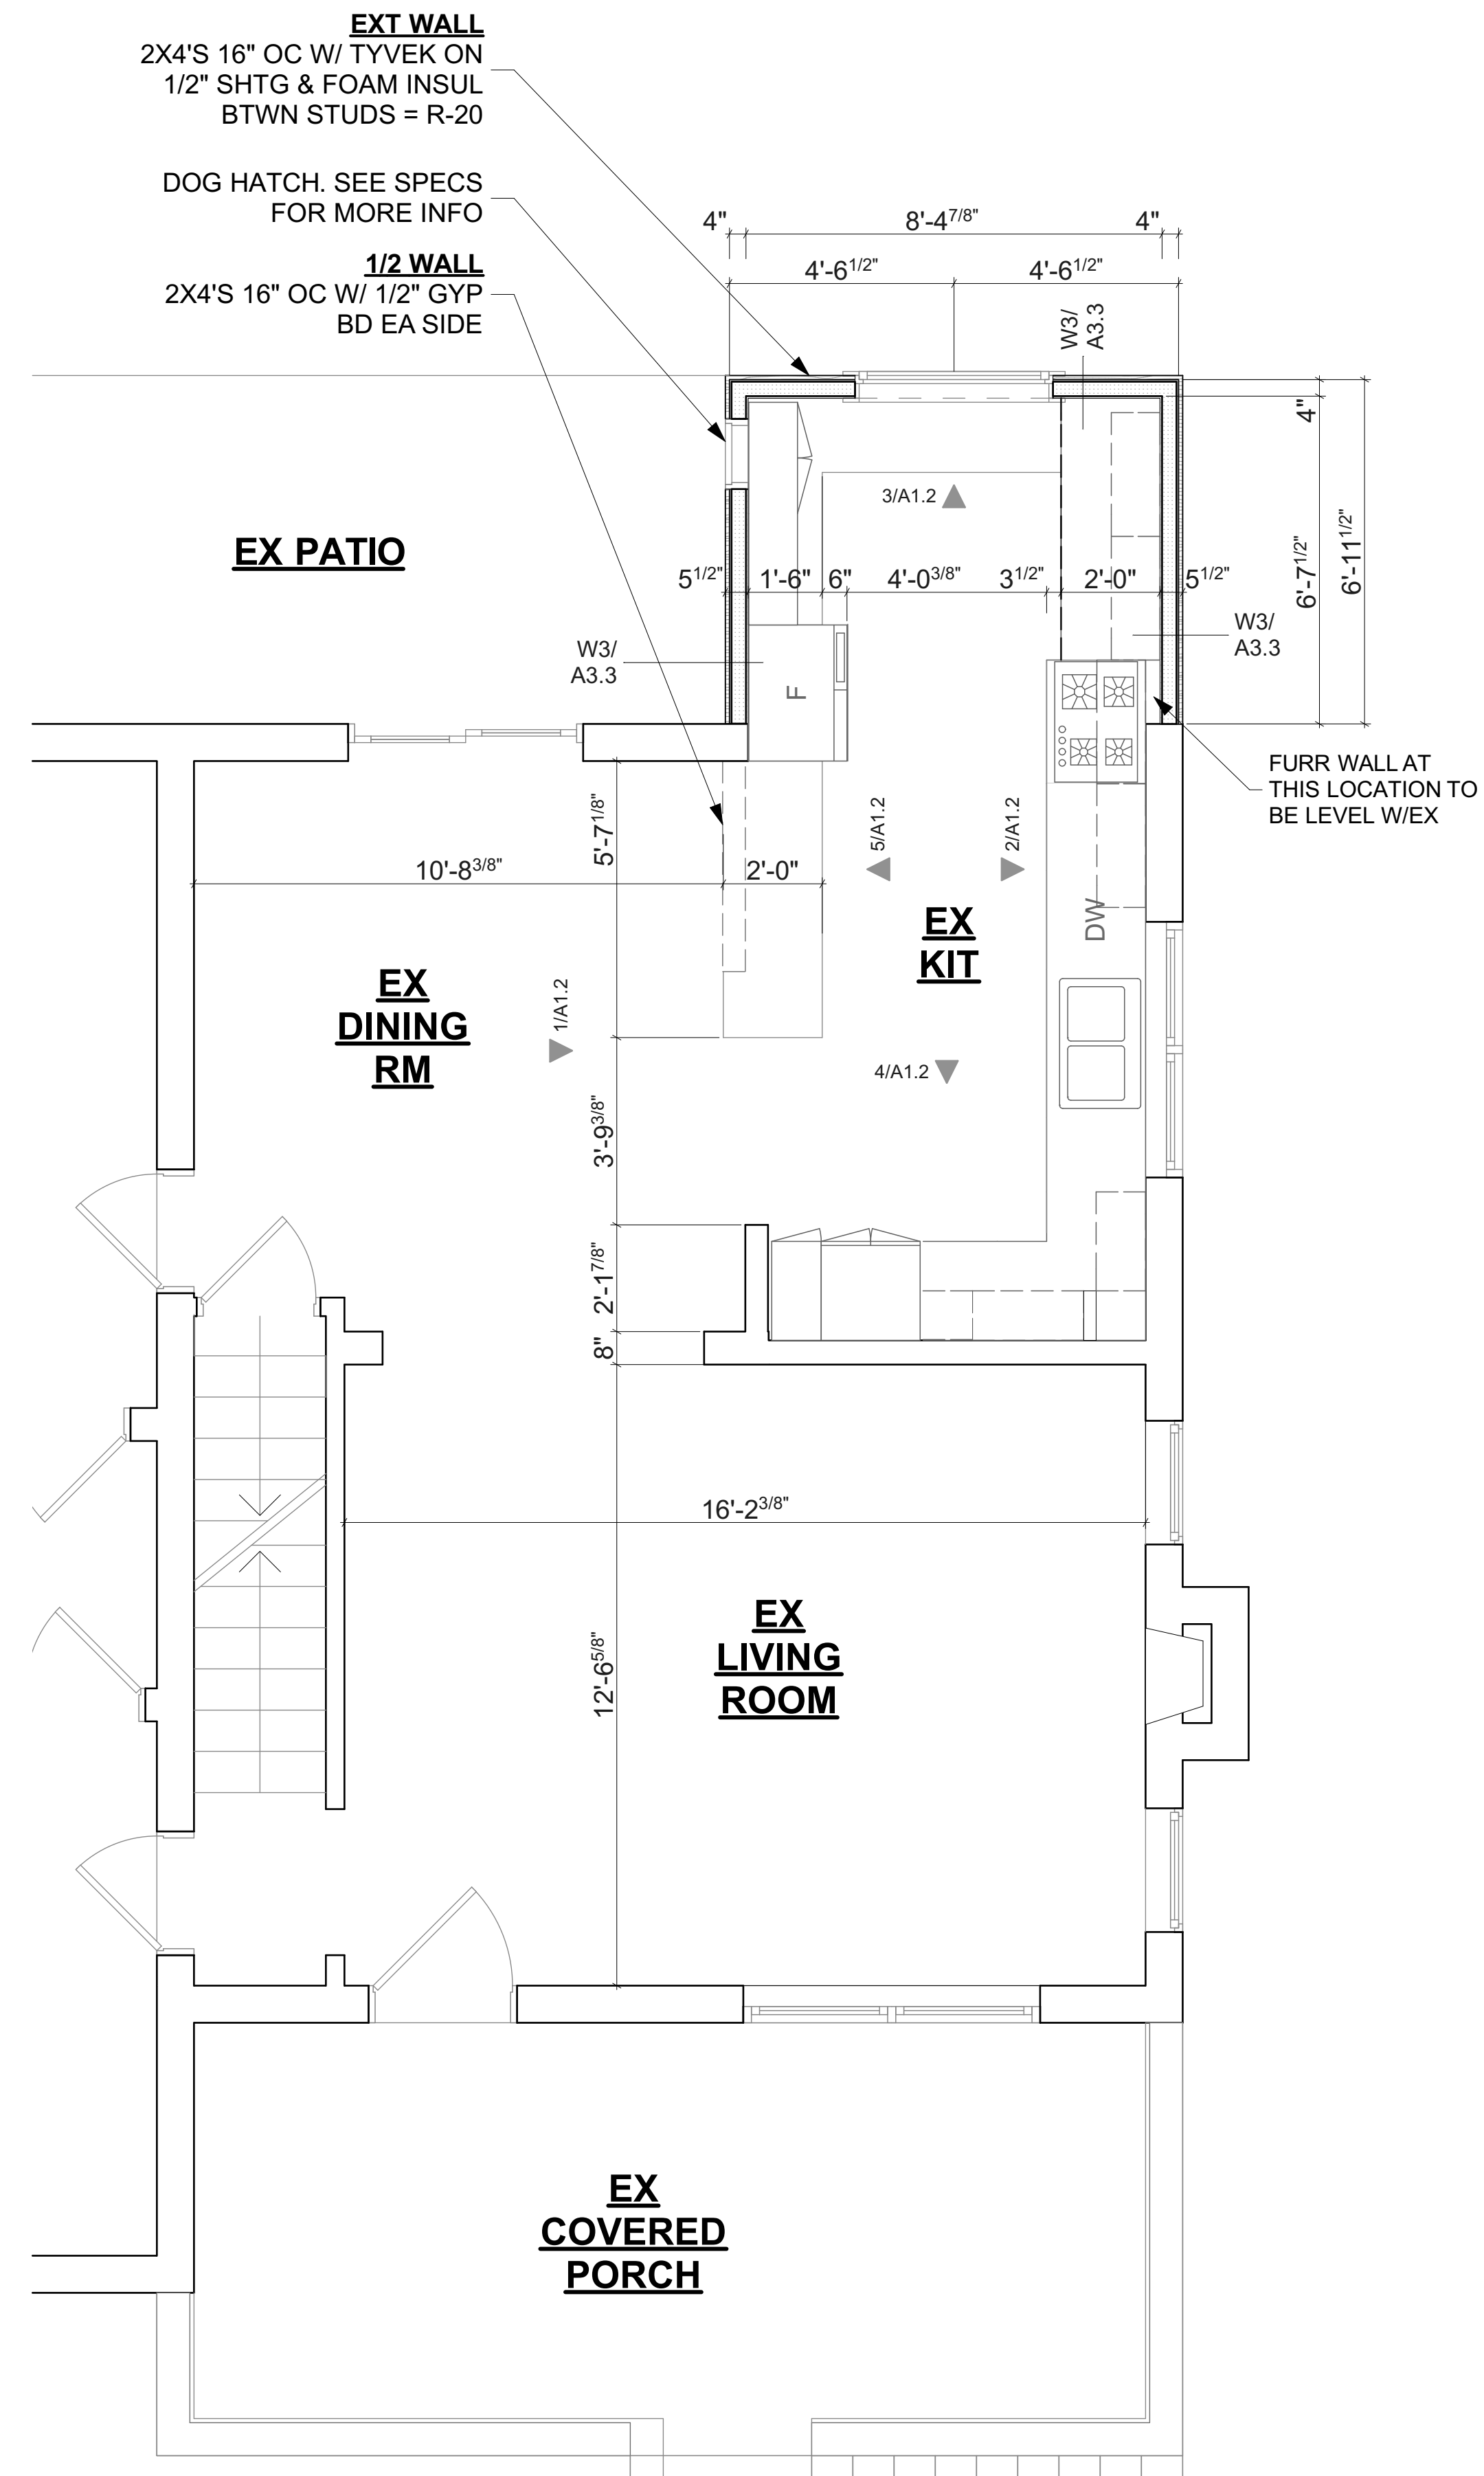 EXT WALL
2X4'S 16" OC W/ TYVEK ON
1/2" SHTG & FOAM INSUL
BTWN STUDS = R-20
DOG HATCH. SEE SPECS
FOR MORE INFO
1/2 WALL
2X4'S 16" OC W/ 1/2" GYP
BD EA SIDE
4" 8'-4 7/8" 4"
4'-6 1/2" 4'-6 1/2"
W3/
A3.3
4"
6'-7 1/2"
6'-11 1/2"
3/A1.2
EX PATIO
5 1/2" 1'-6" 6" 4'-0 3/8" 3 1/2" 2'-0" 5 1/2"
W3/
A3.3
W3/
A3.3
F
FURR WALL AT
THIS LOCATION TO
BE LEVEL W/EX
5'-7 1/8"
5/A1.2
2/A1.2
10'-8 3/8" 2'-0"
EX
KIT
DW
EX
DINING
RM
1/A1.2
4/A1.2
3'-9 3/8"
2'-1 7/8"
8"
16'-2 3/8"
12'-6 5/8"
EX
LIVING
ROOM
EX
COVERED
PORCH